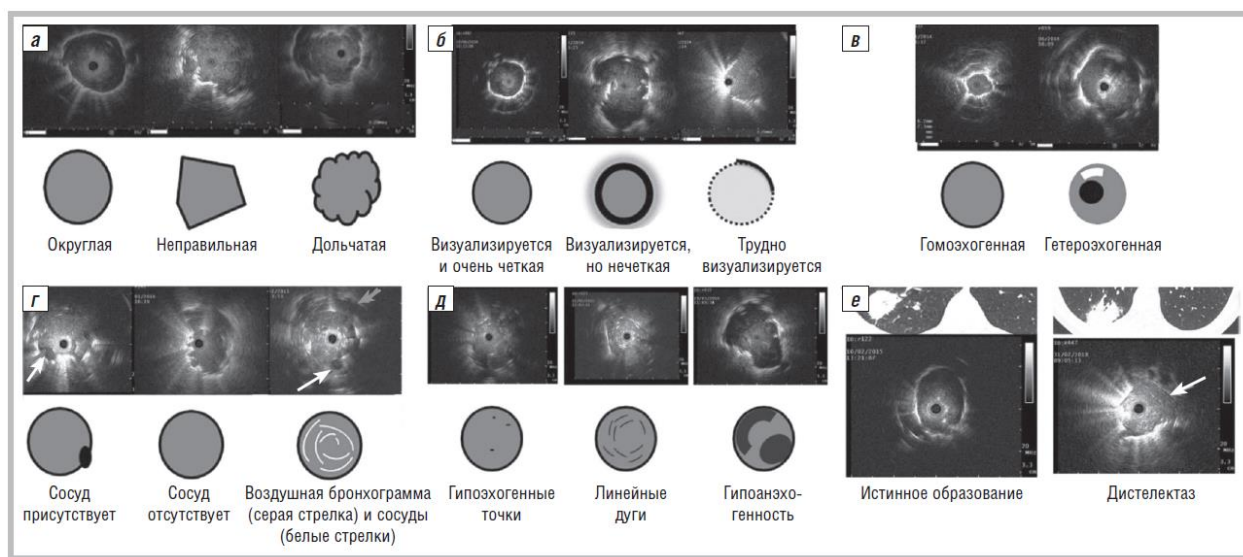 а
б
в
Округлая
Неправильная
Дольчатая
Визуализируется
и очень четкая
Визуализируется,
но нечеткая
Трудно
визуализируется
Гомоэхогенная
Гетероэхогенная
г
д
е
Сосуд
присутствует
Сосуд
отсутствует
Воздушная бронхограмма
(серая стрелка) и сосуды
(белые стрелки)
Гипоэхогенные
точки
Линейные
дуги
Гипоанэхо-
генность
Истинное образование
Дистелектаз